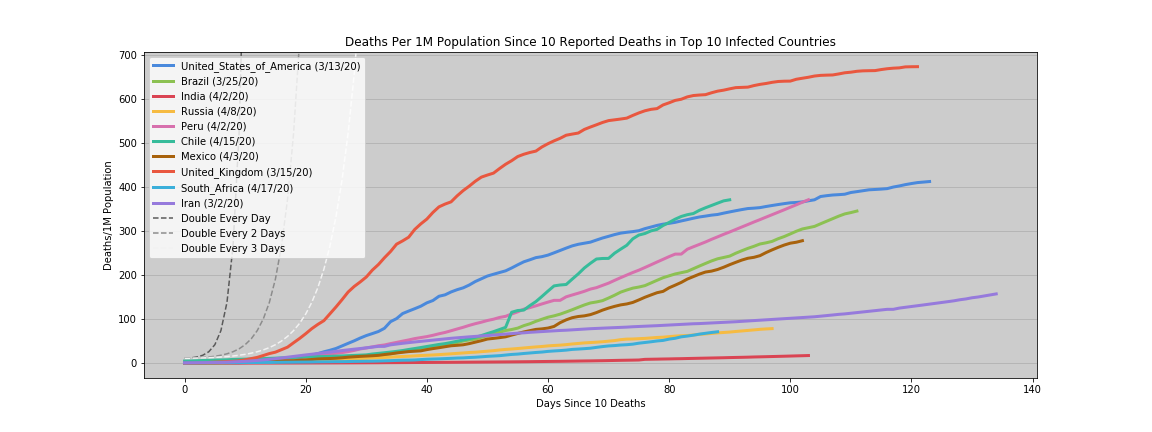 Deaths Per 1M Population Since 10 Reported Deaths in Top 10 Infected Countries
700
600
500
400
300
200
100
0
Deaths/1M Population
United_States_of_America (3/13/20)
Brazil (3/25/20)
India (4/2/20)
Russia (4/8/20)
Peru (4/2/20)
Chile (4/15/20)
Mexico (4/3/20)
United_Kingdom (3/15/20)
South_Africa (4/17/20)
Iran (3/2/20)
Double Every Day
Double Every 2 Days
Double Every 3 Days
0 20 40 60 80 100 120 140
Days Since 10 Deaths